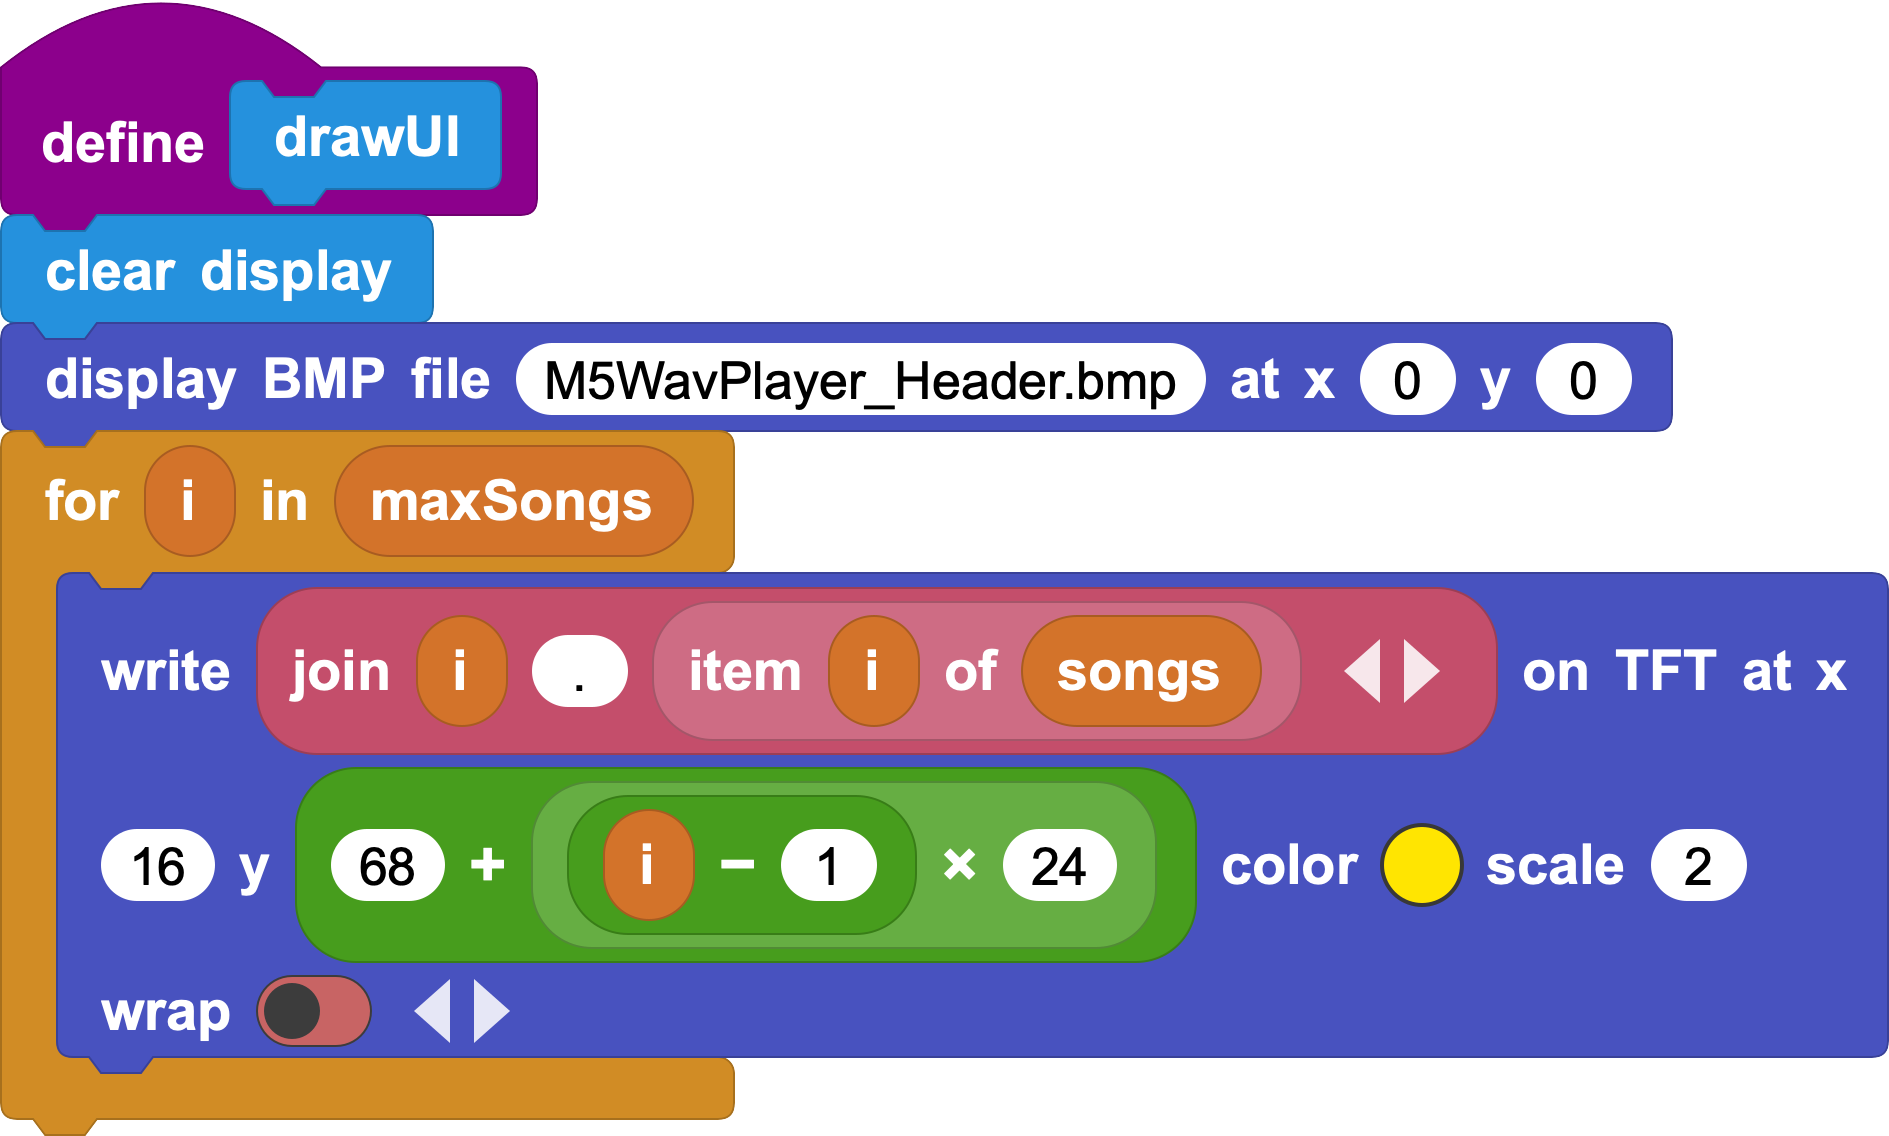 define drawUI
clear display
display BMP file M5WavPlayer_Header.bmp at x 0 y 0
for i in maxSongs
write join i . item i of songs on TFT at x
16 y 68 + i − 1 × 24 color scale 2
wrap